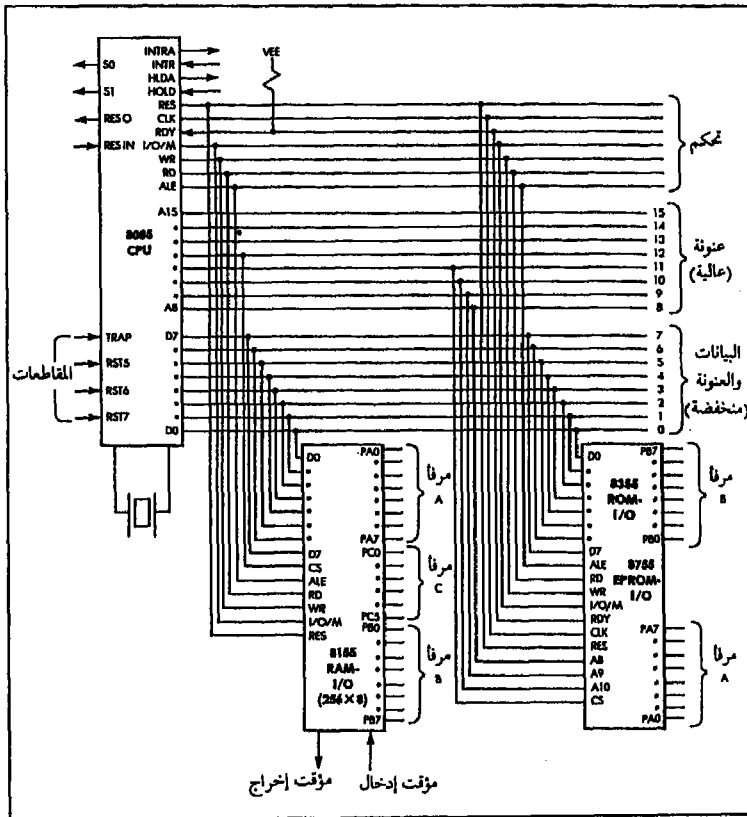 INTRA
INTR
HLDA
HOLD
RES
CLK
RDY
I/O/M
WR
RD
ALE
A15
A8
D7
D0
S0
S1
RESO
RESIN
8085
CPU
TRAP
RST5
RST6
RST7
المقاطعات
VEE
تحكم
15
14
13
12
11
10
9
8
عنونة
(عالية)
7
6
5
4
3
2
1
0
البيانات
والعنونة
(منخفضة)
D0
D7
CS
ALE
RD
WR
I/O/M
RES
8155
RAM-
I/O
(256×8)
PA0
PA7
PC0
PC5
PB0
PB7
مرفأ
A
مرفأ
C
مرفأ
B
مؤقت إخراج
مؤقت إدخال
D0
D7
ALE
RD
WR
I/O/M
RDY
CLK
RES
A8
A9
A10
CS
8355
ROM-
I/O
8755
EPROM-
I/O
PB7
PB0
PA7
PA0
مرفأ
B
مرفأ
A